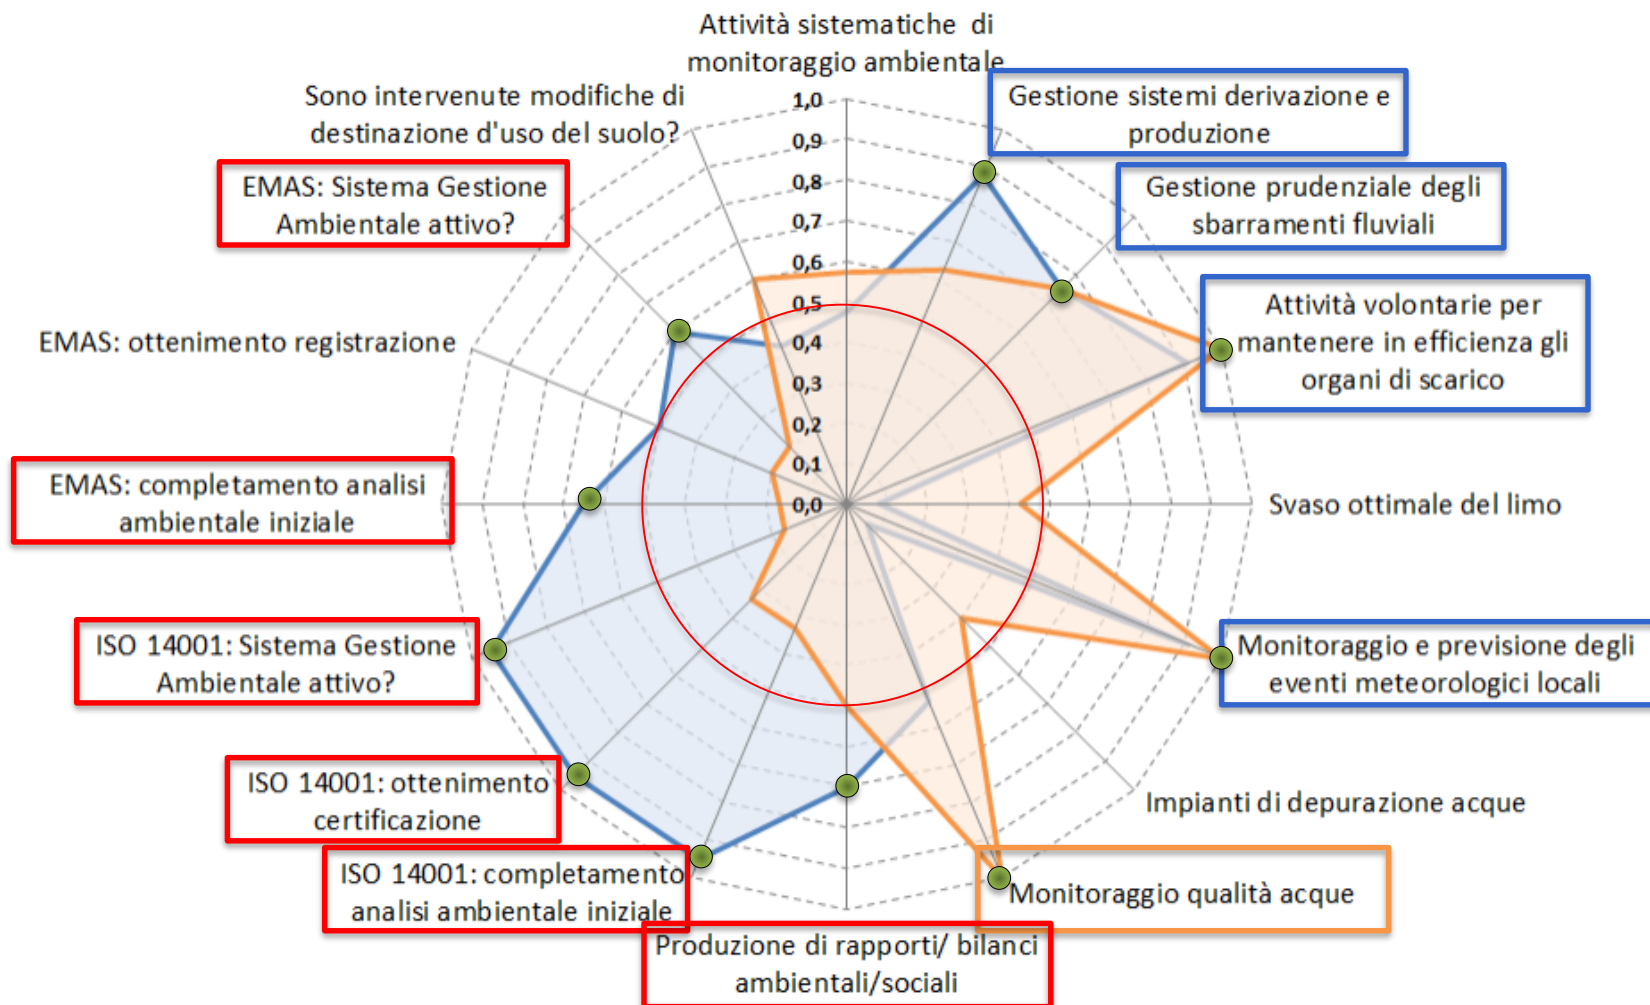 Attività sistematiche di
monitoraggio ambientale
Gestione sistemi derivazione e
produzione
Gestione prudenziale degli
sbarramenti fluviali
Attività volontarie per
mantenere in efficienza gli
organi di scarico
Svaso ottimale del limo
Monitoraggio e previsione degli
eventi meteorologici locali
Impianti di depurazione acque
Monitoraggio qualità acque
Produzione di rapporti/ bilanci
ambientali/sociali
ISO 14001: completamento
analisi ambientale iniziale
ISO 14001: ottenimento
certificazione
ISO 14001: Sistema Gestione
Ambientale attivo?
EMAS: completamento analisi
ambientale iniziale
EMAS: ottenimento registrazione
EMAS: Sistema Gestione
Ambientale attivo?
Sono intervenute modifiche di
destinazione d'uso del suolo?
1,0
0,9
0,8
0,7
0,6
0,5
0,4
0,3
0,2
0,1
0,0